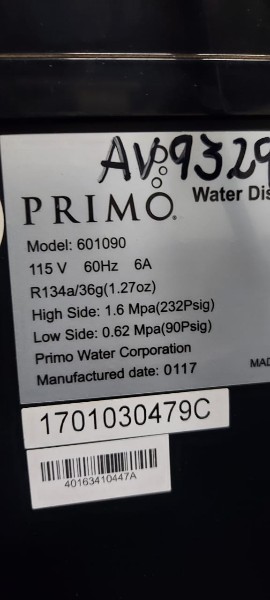 AV9329
PRIMO® Water Dis
Model: 601090
115 V 60Hz 6A
R134a/36g(1.27oz)
High Side: 1.6 Mpa(232Psig)
Low Side: 0.62 Mpa(90Psig)
Primo Water Corporation
Manufactured date: 0117
MAD
1701030479C
40163410447A